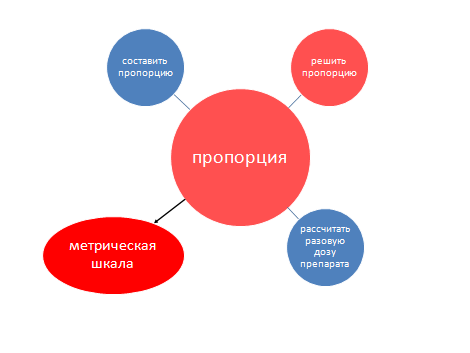 составить
пропорцию
решить
пропорцию
пропорция
метрическая
шкала
рассчитать
разовую
дозу
препарата